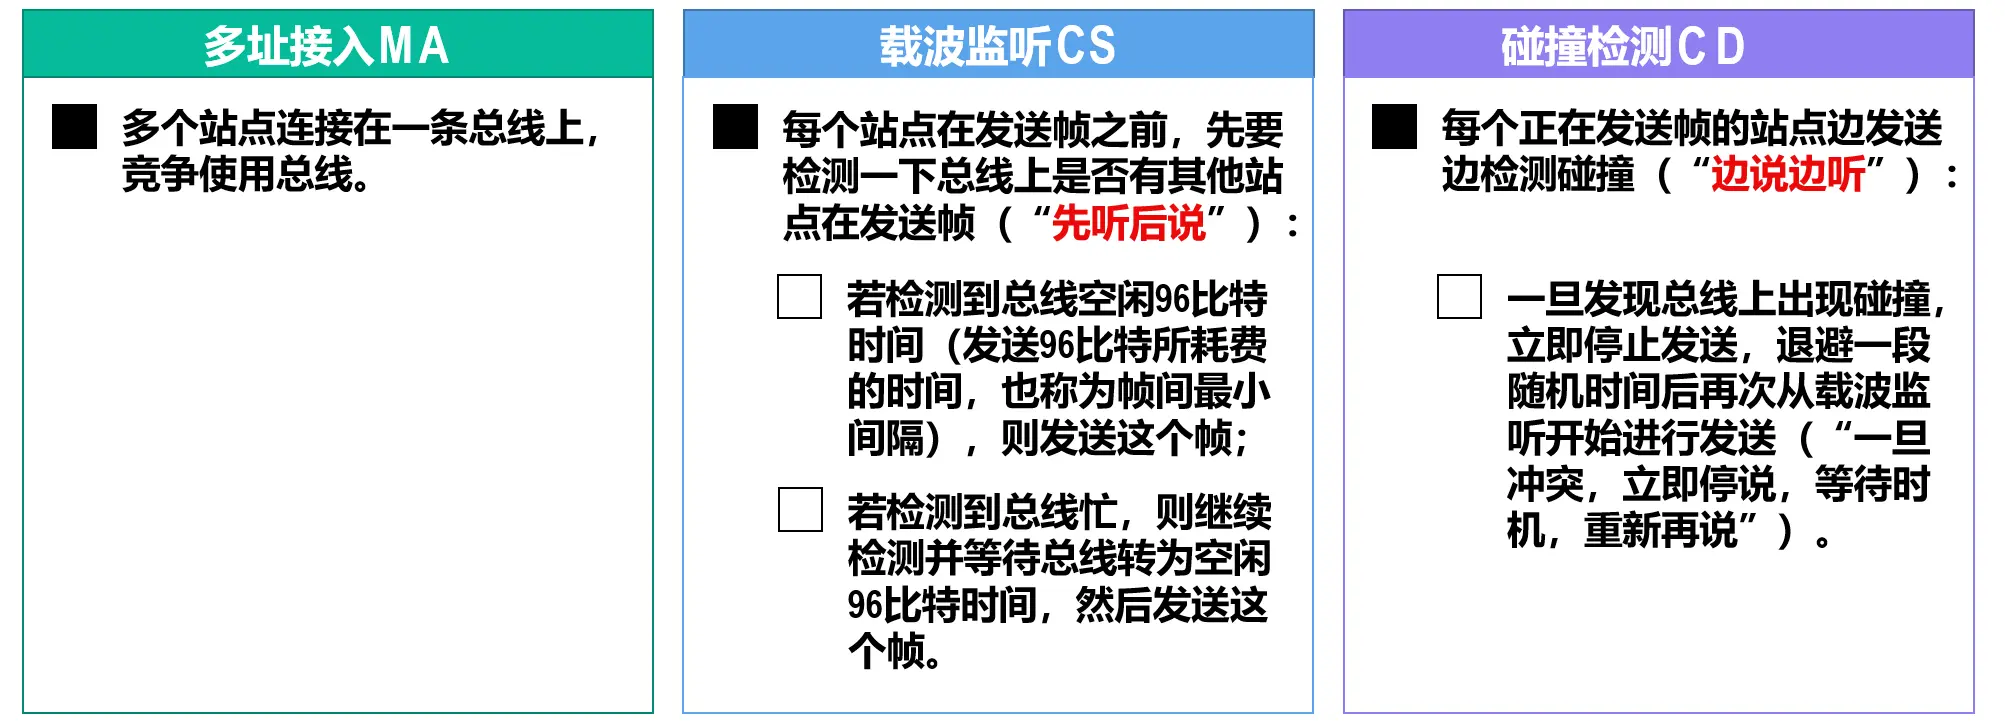 多址接入MA
多个站点连接在一条总线上，
竞争使用总线。
载波监听CS
每个站点在发送帧之前，先要
检测一下总线上是否有其他站
点在发送帧（“先听后说”）：
若检测到总线空闲96比特
时间（发送96比特所耗费
的时间，也称为帧间最小
间隔），则发送这个帧；
若检测到总线忙，则继续
检测并等待总线转为空闲
96比特时间，然后发送这
个帧。
碰撞检测CD
每个正在发送帧的站点边发送
边检测碰撞（“边说边听”）：
一旦发现总线上出现碰撞，
立即停止发送，退避一段
随机时间后再次从载波监
听开始进行发送（“一旦
冲突，立即停说，等待时
机，重新再说”）。